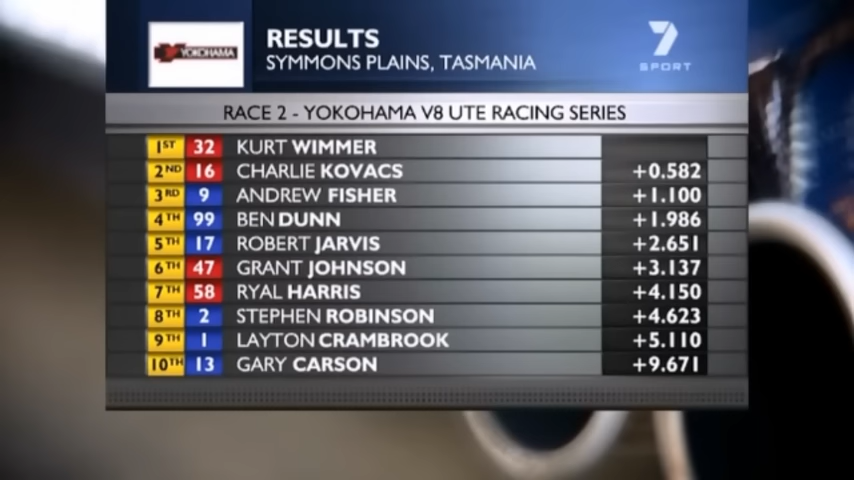 YOKOHAMA
RESULTS
SYMMONS PLAINS, TASMANIA
7
SPORT
RACE 2 - YOKOHAMA V8 UTE RACING SERIES
1ST 32 KURT WIMMER
2ND 16 CHARLIE KOVACS +0.582
3RD 9 ANDREW FISHER +1.100
4TH 99 BEN DUNN +1.986
5TH 17 ROBERT JARVIS +2.651
6TH 47 GRANT JOHNSON +3.137
7TH 58 RYAL HARRIS +4.150
8TH 2 STEPHEN ROBINSON +4.623
9TH 1 LAYTON CRAMBROOK +5.110
10TH 13 GARY CARSON +9.671